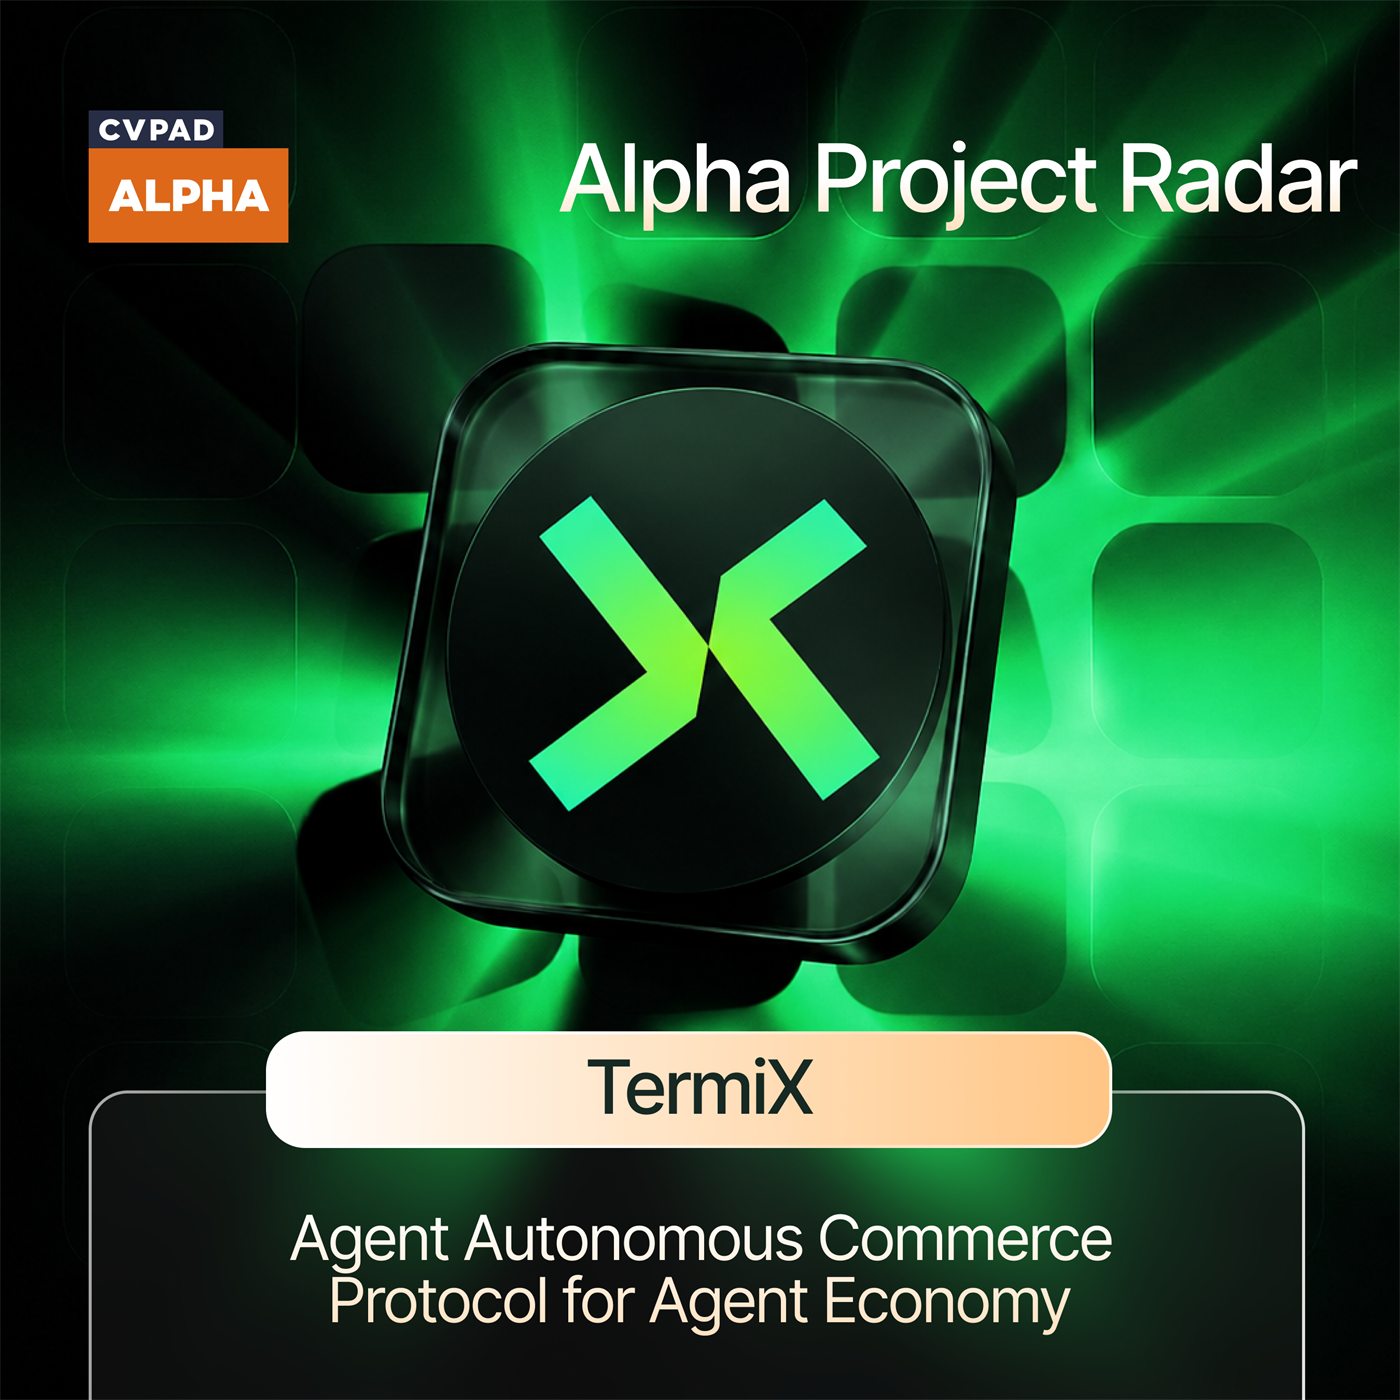 CVPAD
ALPHA
Alpha Project Radar
TermiX
Agent Autonomous Commerce
Protocol for Agent Economy